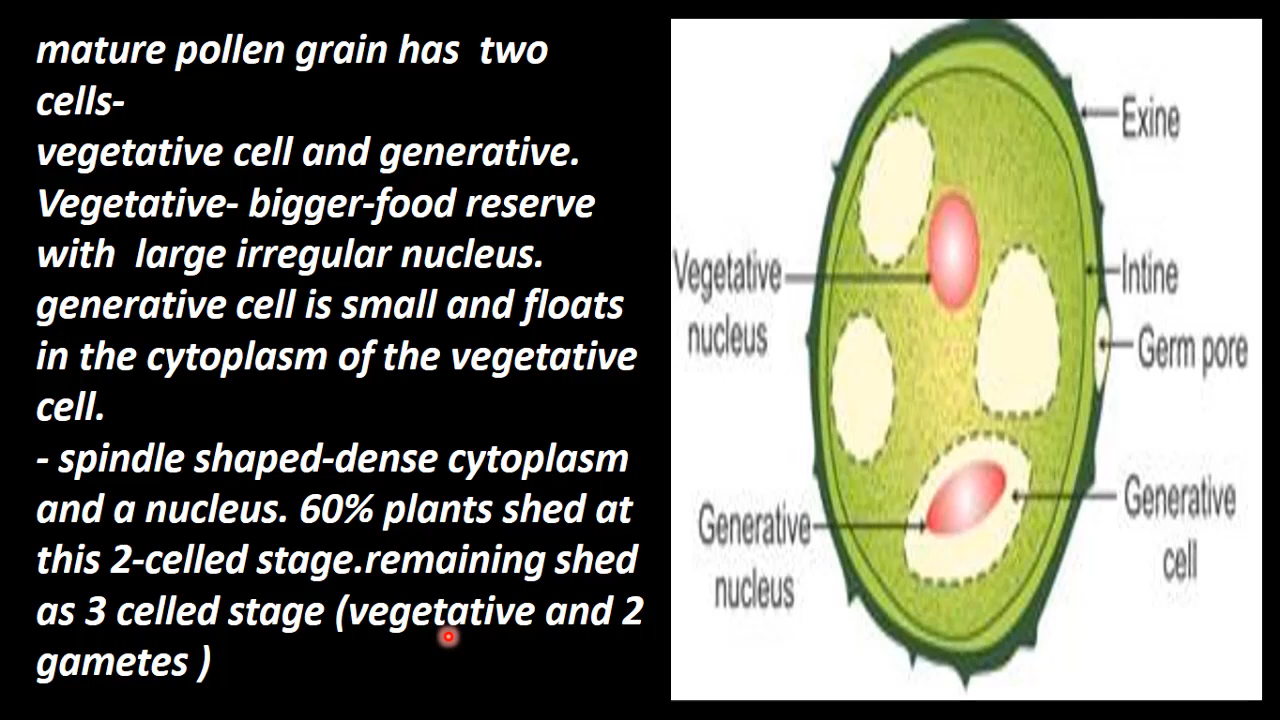 mature pollen grain has  two
cells-
vegetative cell and generative.
Vegetative- bigger-food reserve
with  large irregular nucleus.
generative cell is small and floats
in the cytoplasm of the vegetative
cell.
- spindle shaped-dense cytoplasm
and a nucleus. 60% plants shed at
this 2-celled stage.remaining shed
as 3 celled stage (vegetative and 2
gametes )
Exine
Vegetative
nucleus
Intine
Germ pore
Generative
cell
Generative
nucleus